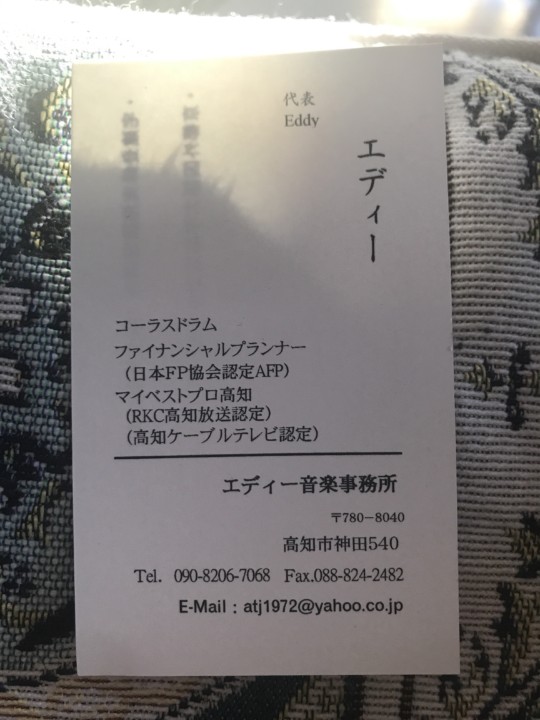 代表
Eddy
エディー
コーラスドラム
ファイナンシャルプランナー
（日本FP協会認定AFP）
マイベストプロ高知
（RKC高知放送認定）
（高知ケーブルテレビ認定）
エディー音楽事務所
〒780−8040
高知市神田540
Tel. 090-8206-7068 Fax.088-824-2482
E-Mail：atj1972@yahoo.co.jp